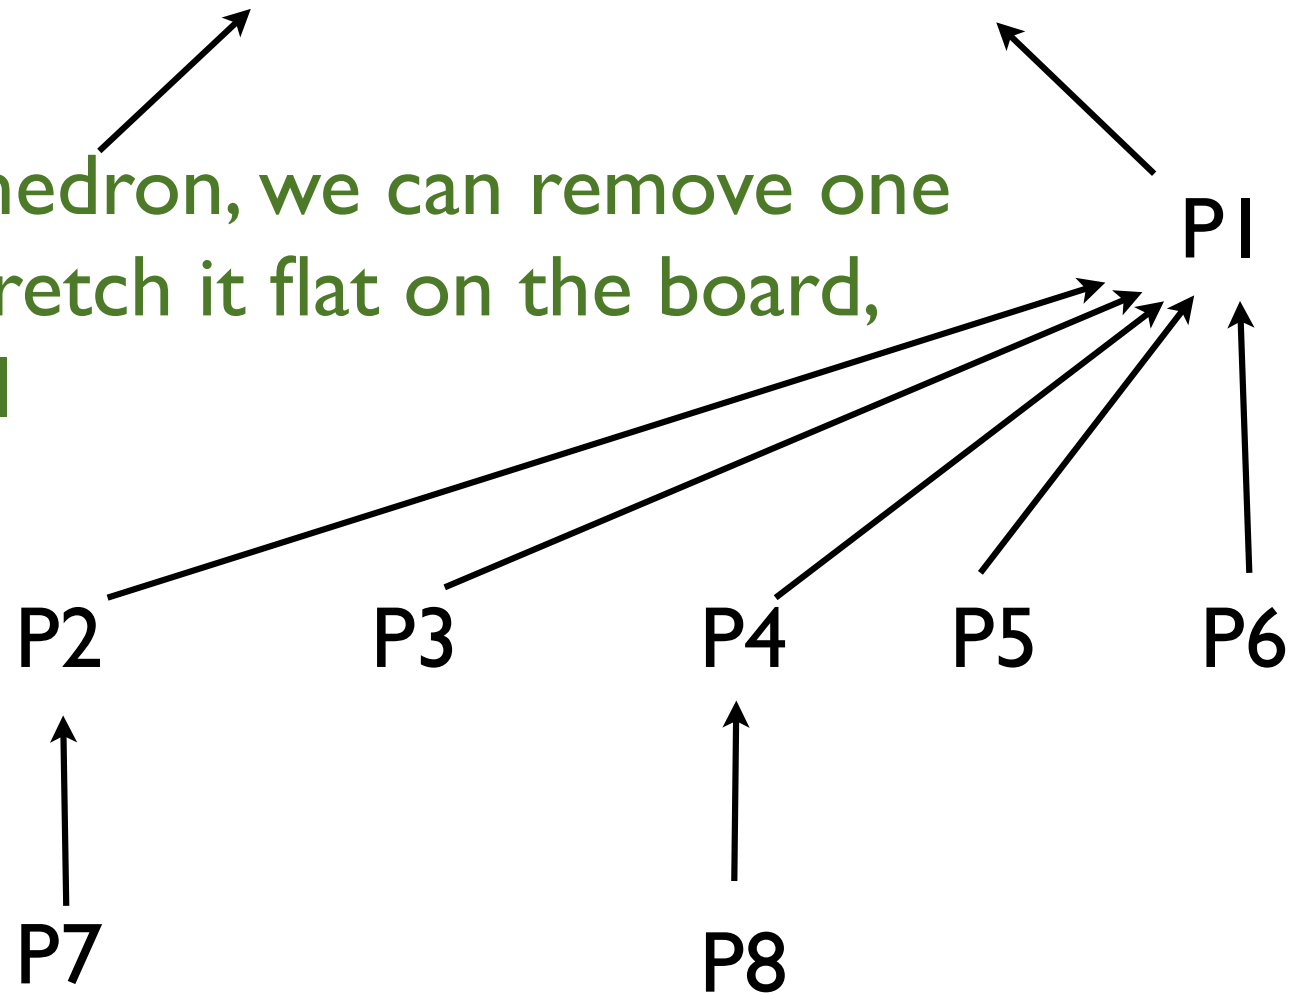 hedron, we can remove one
P1
retch it flat on the board,
P2 P3 P4 P5 P6
P7 P8